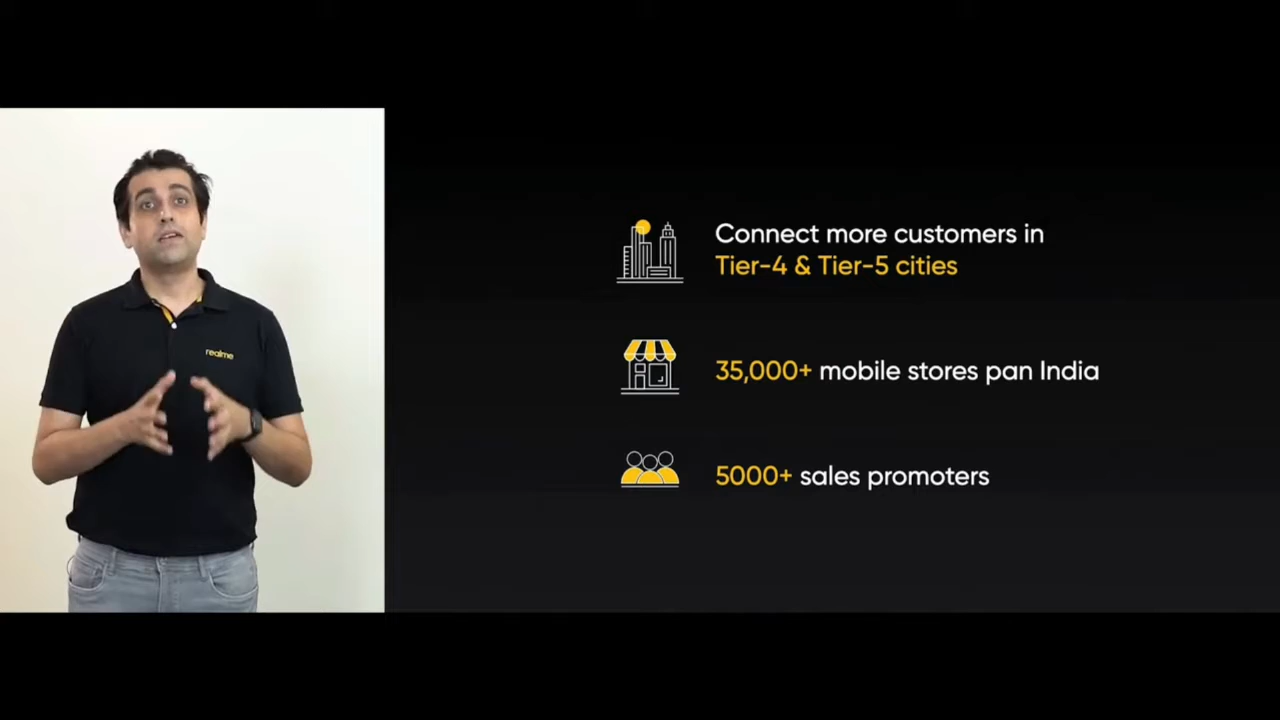 realme
Connect more customers in
Tier-4 & Tier-5 cities
35,000+ mobile stores pan India
5000+ sales promoters